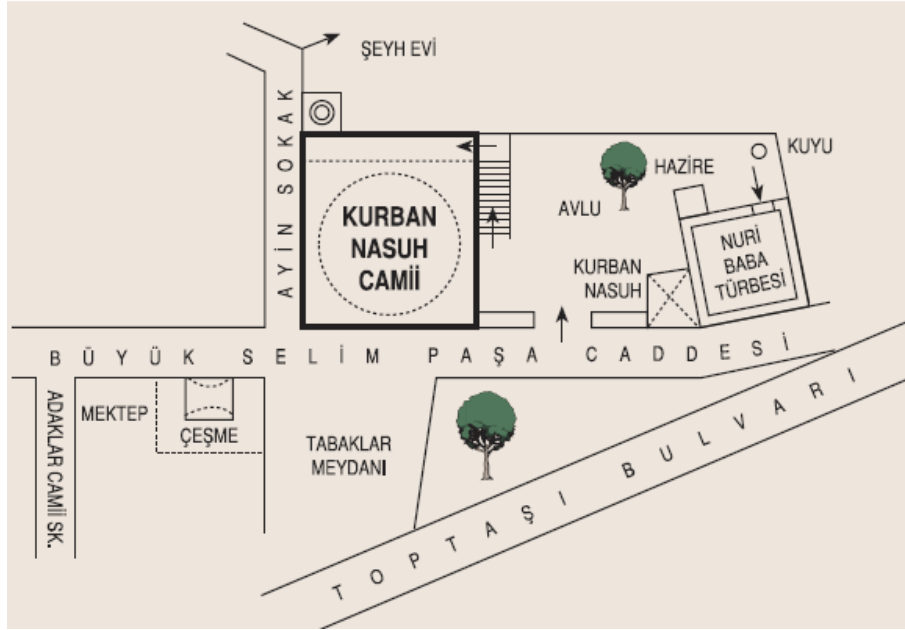 ŞEYH EVİ
AYİN SOKAK
KUYU
HAZİRE
AVLU
KURBAN
NASUH
CAMİİ
NURİ
BABA
TÜRBESİ
KURBAN
NASUH
BÜYÜK SELİM PAŞA CADDESİ
ADAKLAR CAMİİ SK.
MEKTEP
ÇEŞME
TABAKLAR
MEYDANI
TOPTAŞI BULVARI